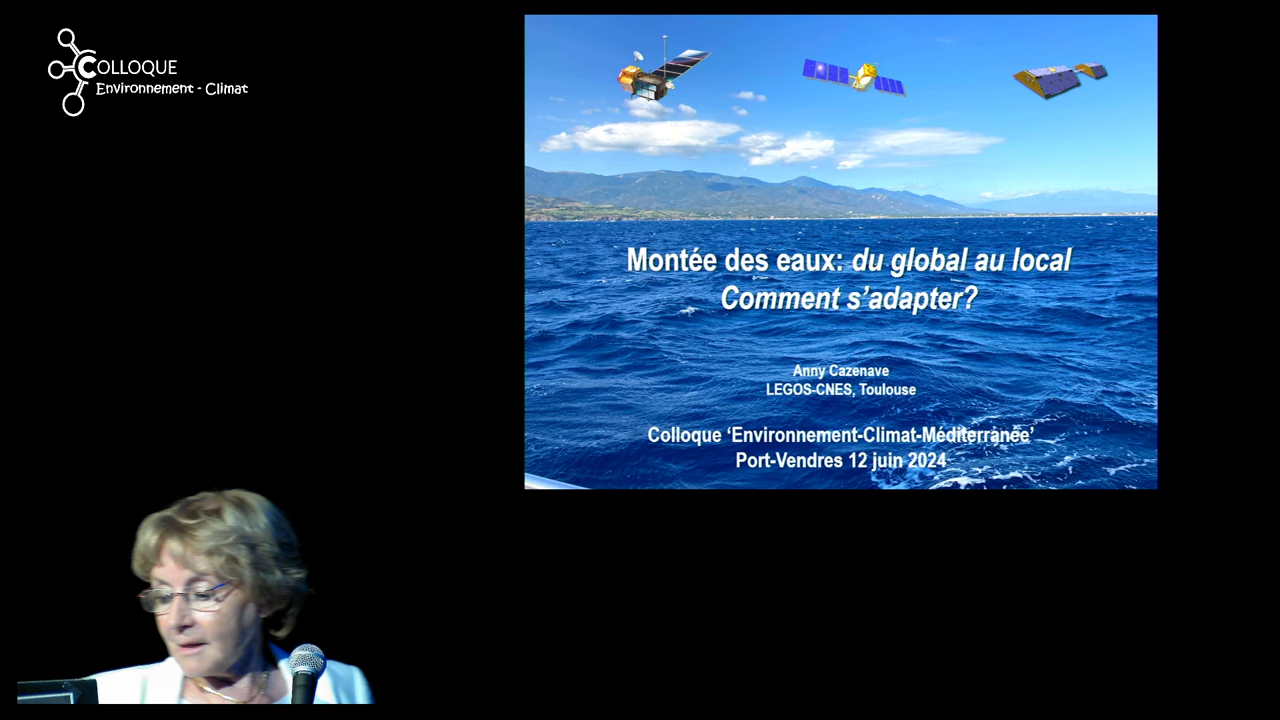 COLLOQUE
Environnement - Climat
Montée des eaux: du global au local
Comment s’adapter?
Anny Cazenave
LEGOS-CNES, Toulouse
Colloque ‘Environnement-Climat-Méditerranée’
Port-Vendres 12 juin 2024